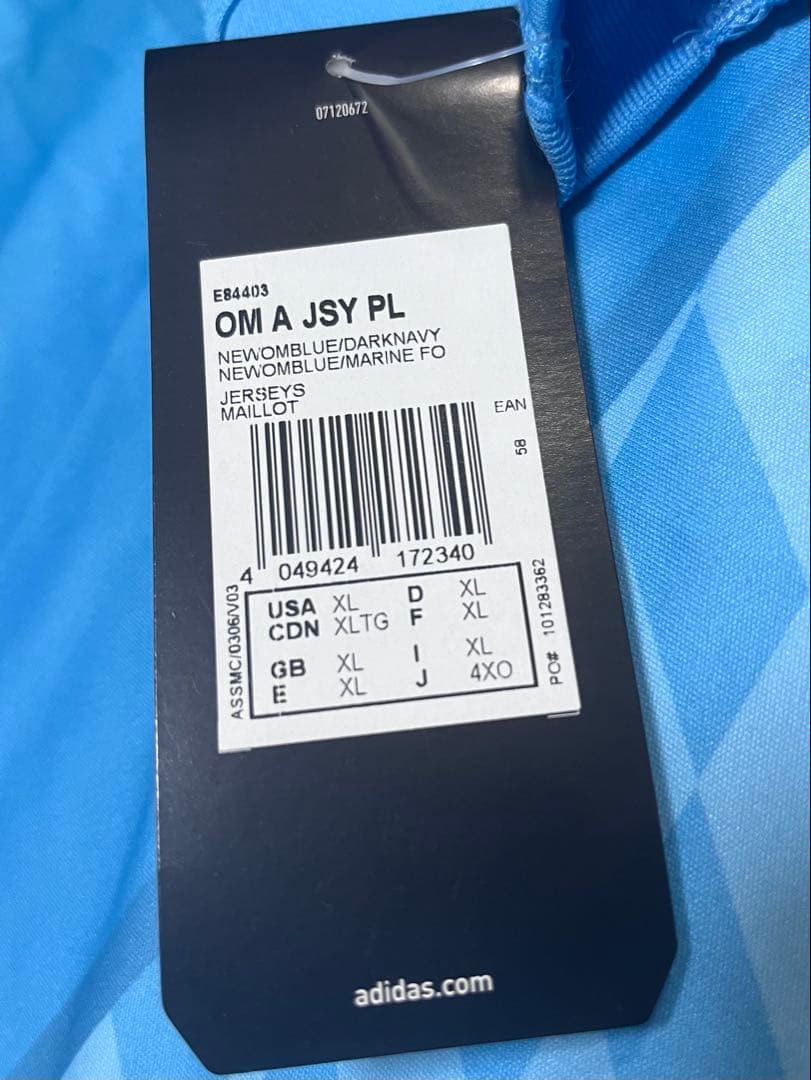 07120672
E84403
OM A JSY PL
NEWOMBLUE/DARKNAVY
NEWOMBLUE/MARINE FO
JERSEYS
MAILLOT
EAN
58
4 049424 172340
USA XL D XL
CDN XLTG F XL
GB XL I XL
E XL J 4XO
ASSMC/0306/V03
PO# 101283362
adidas.com